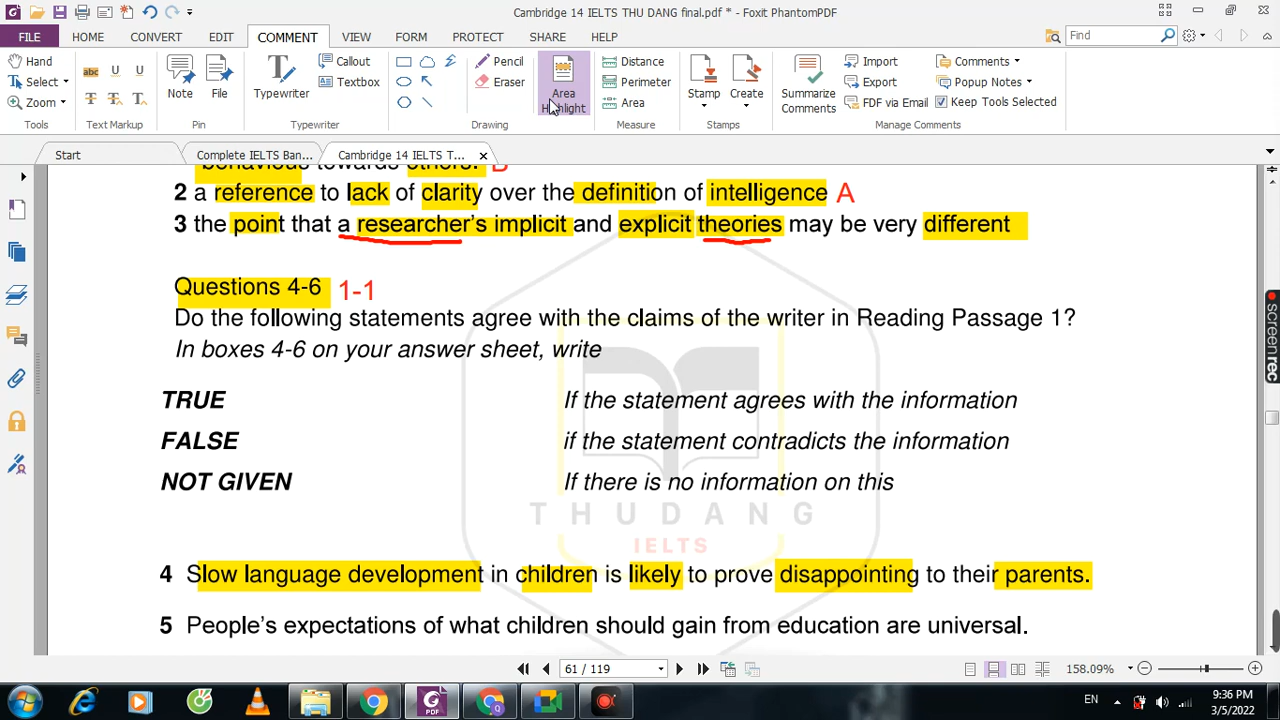 Cambridge 14 IELTS THU DANG final.pdf * - Foxit PhantomPDF
FILE HOME CONVERT EDIT COMMENT VIEW FORM PROTECT SHARE HELP Find
Hand Select Zoom Tools
abc U U T T T Text Markup
Note File Pin
Typewriter Callout Textbox Typewriter
Pencil Eraser Area Highlight Drawing
Distance Perimeter Area Measure
Stamp Create Stamps
Summarize Comments Import Export FDF via Email Comments Popup Notes Keep Tools Selected Manage Comments
Start Complete IELTS Ban... Cambridge 14 IELTS T...
behavious towards others. B
2 a reference to lack of clarity over the definition of intelligence A
3 the point that a researcher's implicit and explicit theories may be very different
Questions 4-6 1-1
Do the following statements agree with the claims of the writer in Reading Passage 1?
In boxes 4-6 on your answer sheet, write
TRUE If the statement agrees with the information
FALSE if the statement contradicts the information
NOT GIVEN If there is no information on this
THUDANG
IELTS
4 Slow language development in children is likely to prove disappointing to their parents.
5 People's expectations of what children should gain from education are universal.
screenrec
61 / 119 158.09%
PDF EN 9:36 PM
3/5/2022